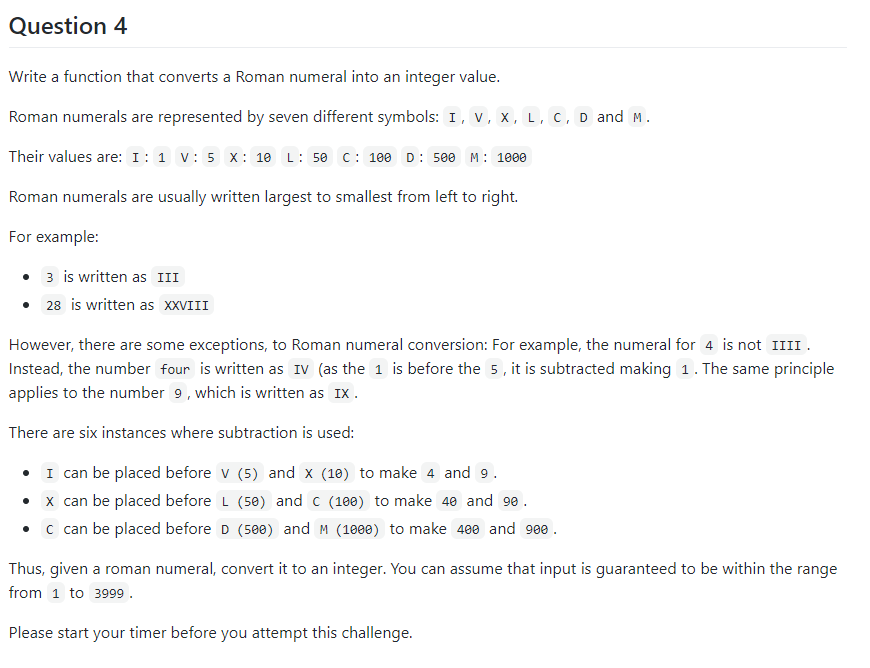 Question 4
Write a function that converts a Roman numeral into an integer value.
Roman numerals are represented by seven different symbols: I, V, X, L, C, D and M.
Their values are: I: 1 V: 5 X: 10 L: 50 C: 100 D: 500 M: 1000
Roman numerals are usually written largest to smallest from left to right.
For example:
• 3 is written as III
• 28 is written as XXVIII
However, there are some exceptions, to Roman numeral conversion: For example, the numeral for 4 is not IIII.
Instead, the number four is written as IV (as the 1 is before the 5, it is subtracted making 1. The same principle
applies to the number 9, which is written as IX.
There are six instances where subtraction is used:
• I can be placed before V (5) and X (10) to make 4 and 9.
• X can be placed before L (50) and C (100) to make 40 and 90.
• C can be placed before D (500) and M (1000) to make 400 and 900.
Thus, given a roman numeral, convert it to an integer. You can assume that input is guaranteed to be within the range
from 1 to 3999.
Please start your timer before you attempt this challenge.